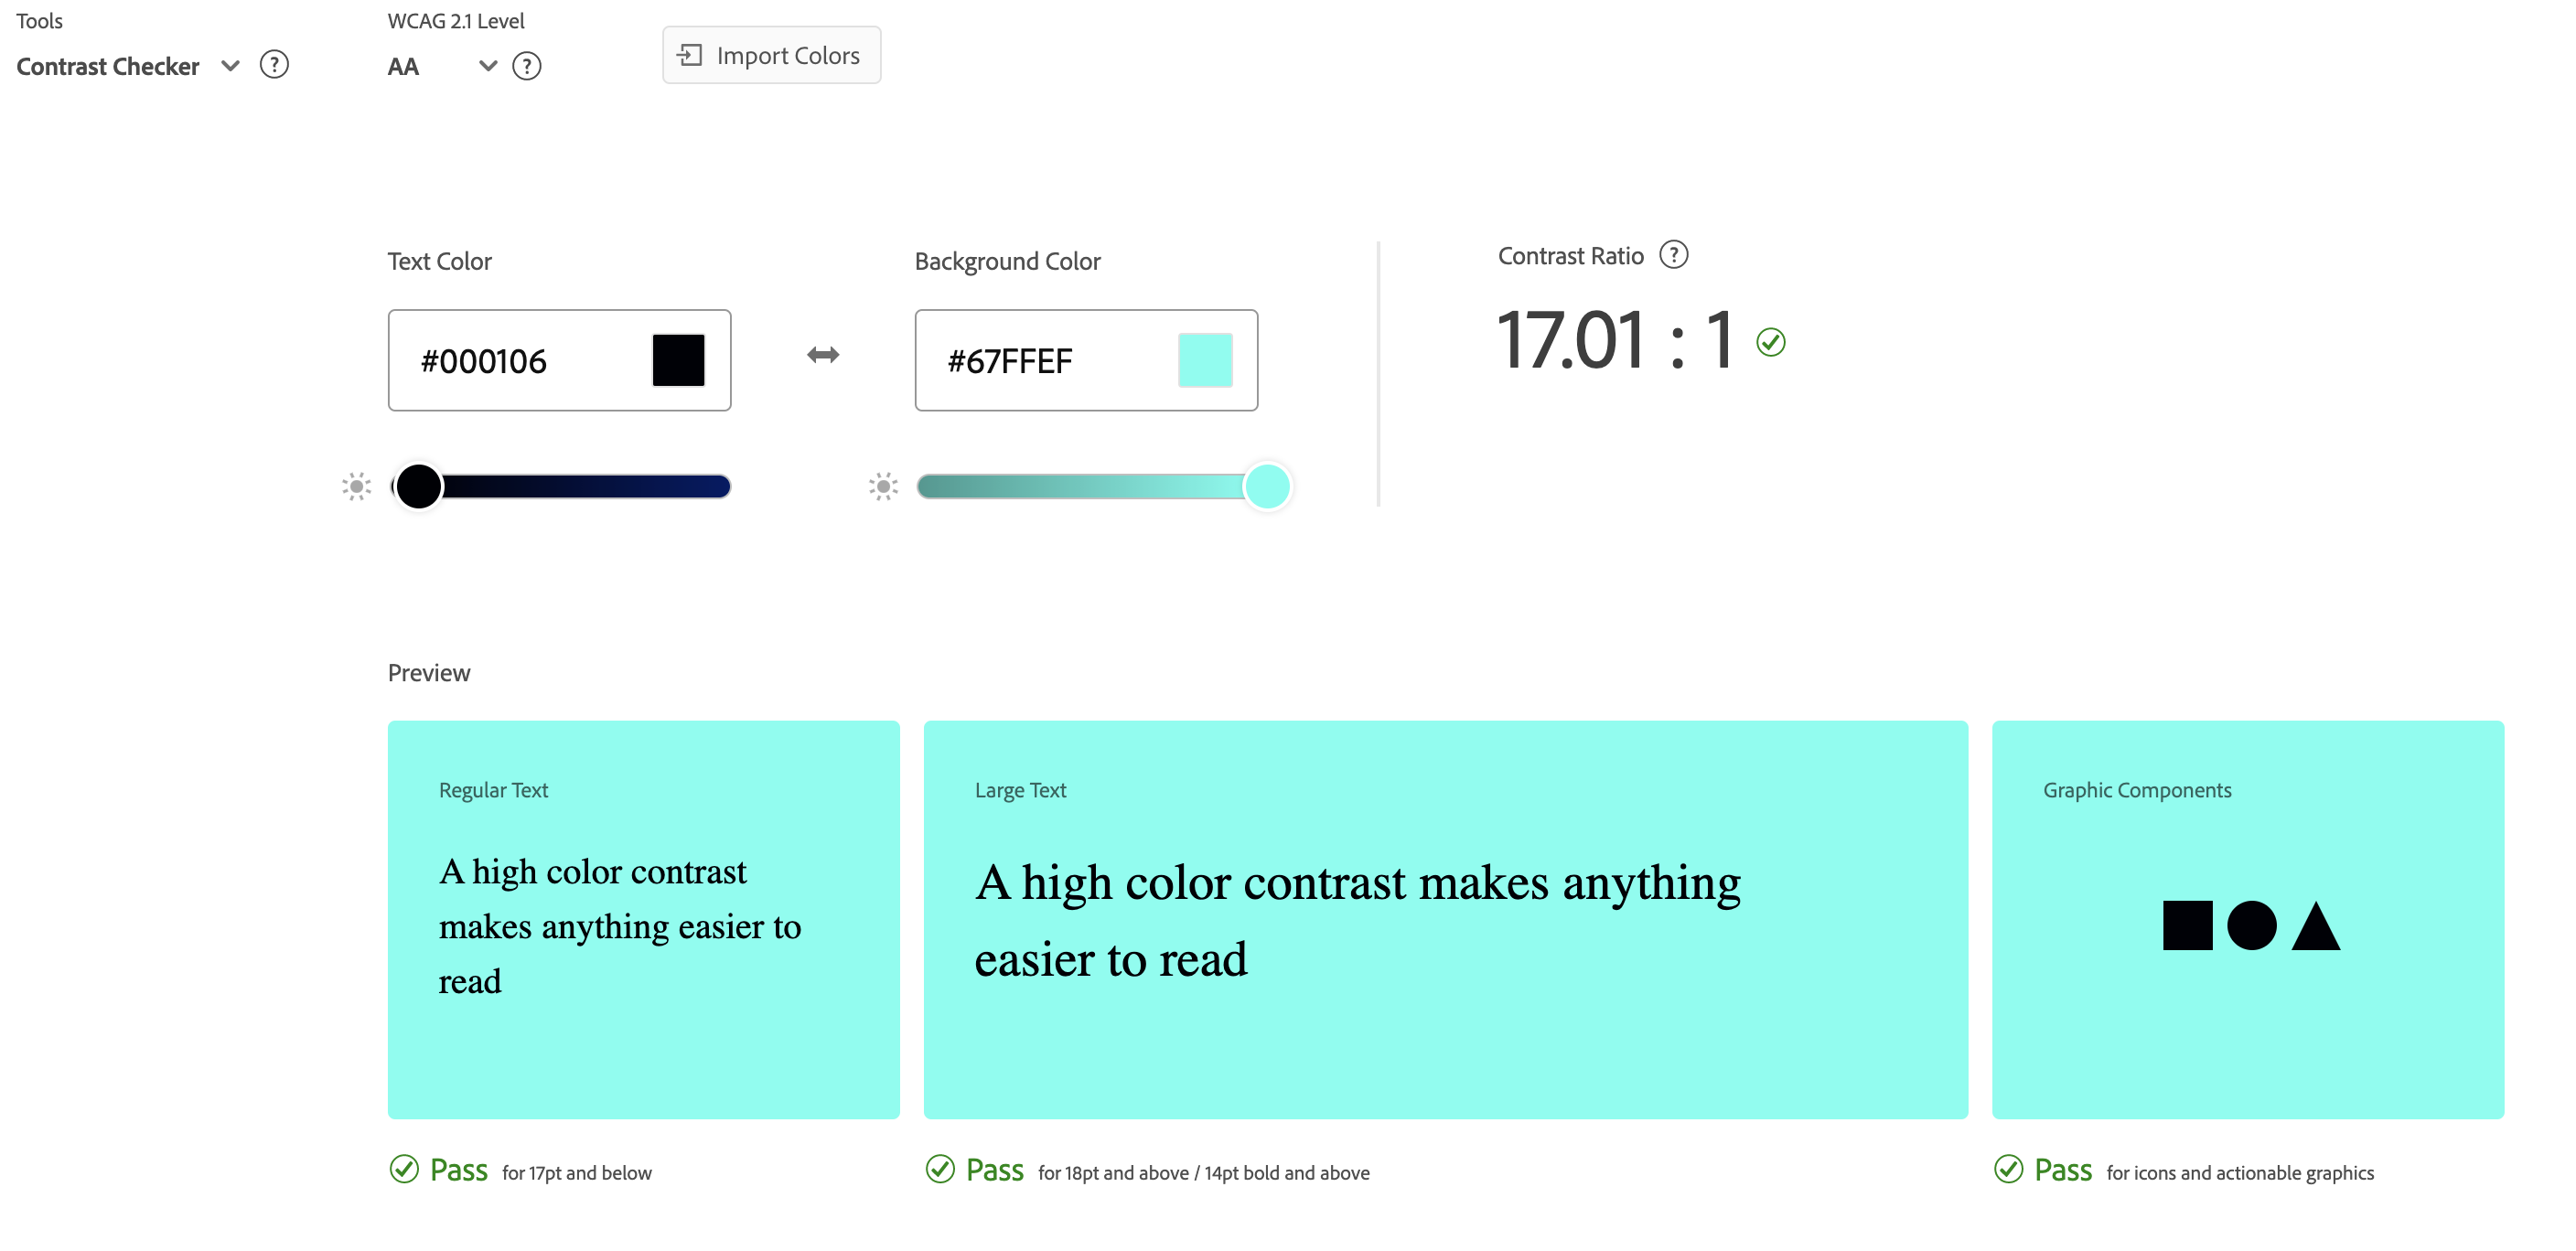 Tools
Contrast Checker
WCAG 2.1 Level
AA
Import Colors
Text Color
#000106
Background Color
#67FFEF
Contrast Ratio
17.01 : 1
Preview
Regular Text
A high color contrast
makes anything easier to
read
Pass for 17pt and below
Large Text
A high color contrast makes anything
easier to read
Pass for 18pt and above / 14pt bold and above
Graphic Components
Pass for icons and actionable graphics